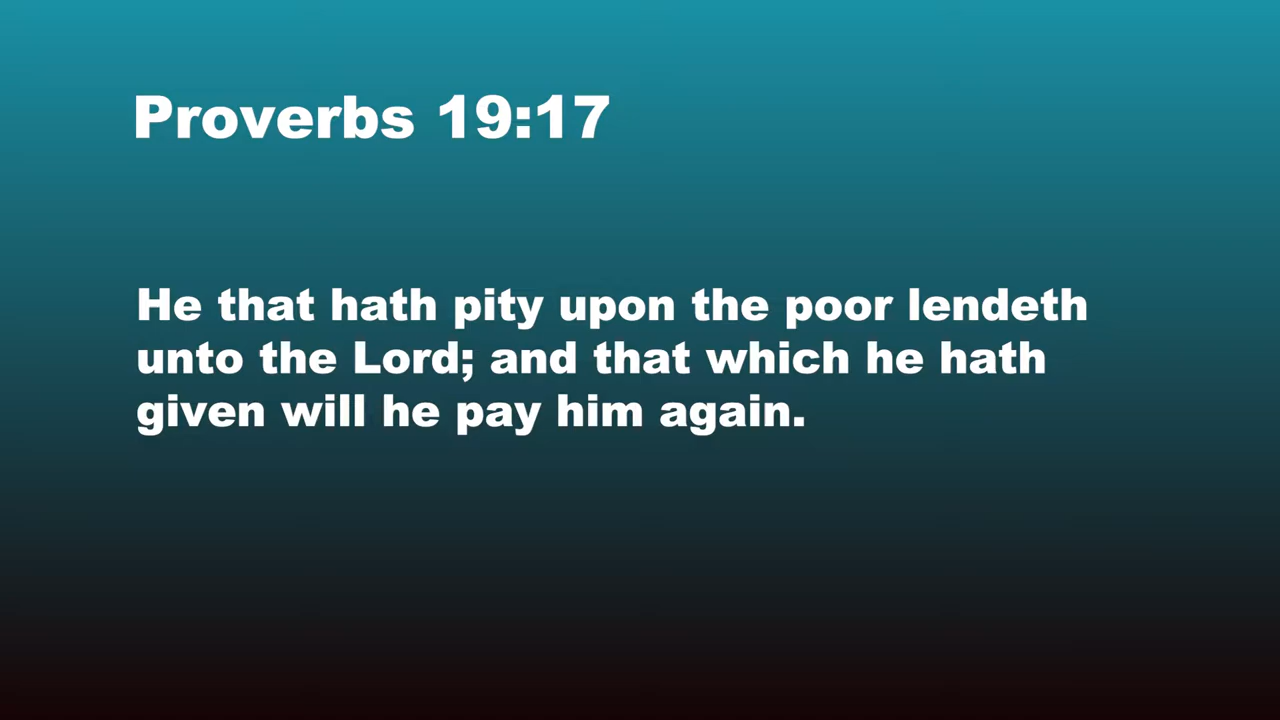 Proverbs 19:17
He that hath pity upon the poor lendeth
unto the Lord; and that which he hath
given will he pay him again.